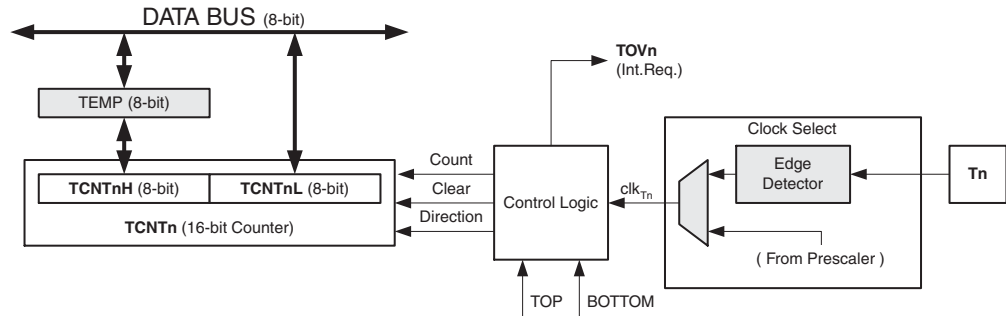 DATA BUS (8-bit)
TOVn
(Int.Req.)
TEMP (8-bit)
Clock Select
Count
Edge
Detector
Tn
TCNTnH (8-bit) TCNTnL (8-bit)
Clear
Control Logic
clkTn
TCNTn (16-bit Counter)
Direction
( From Prescaler )
TOP
BOTTOM